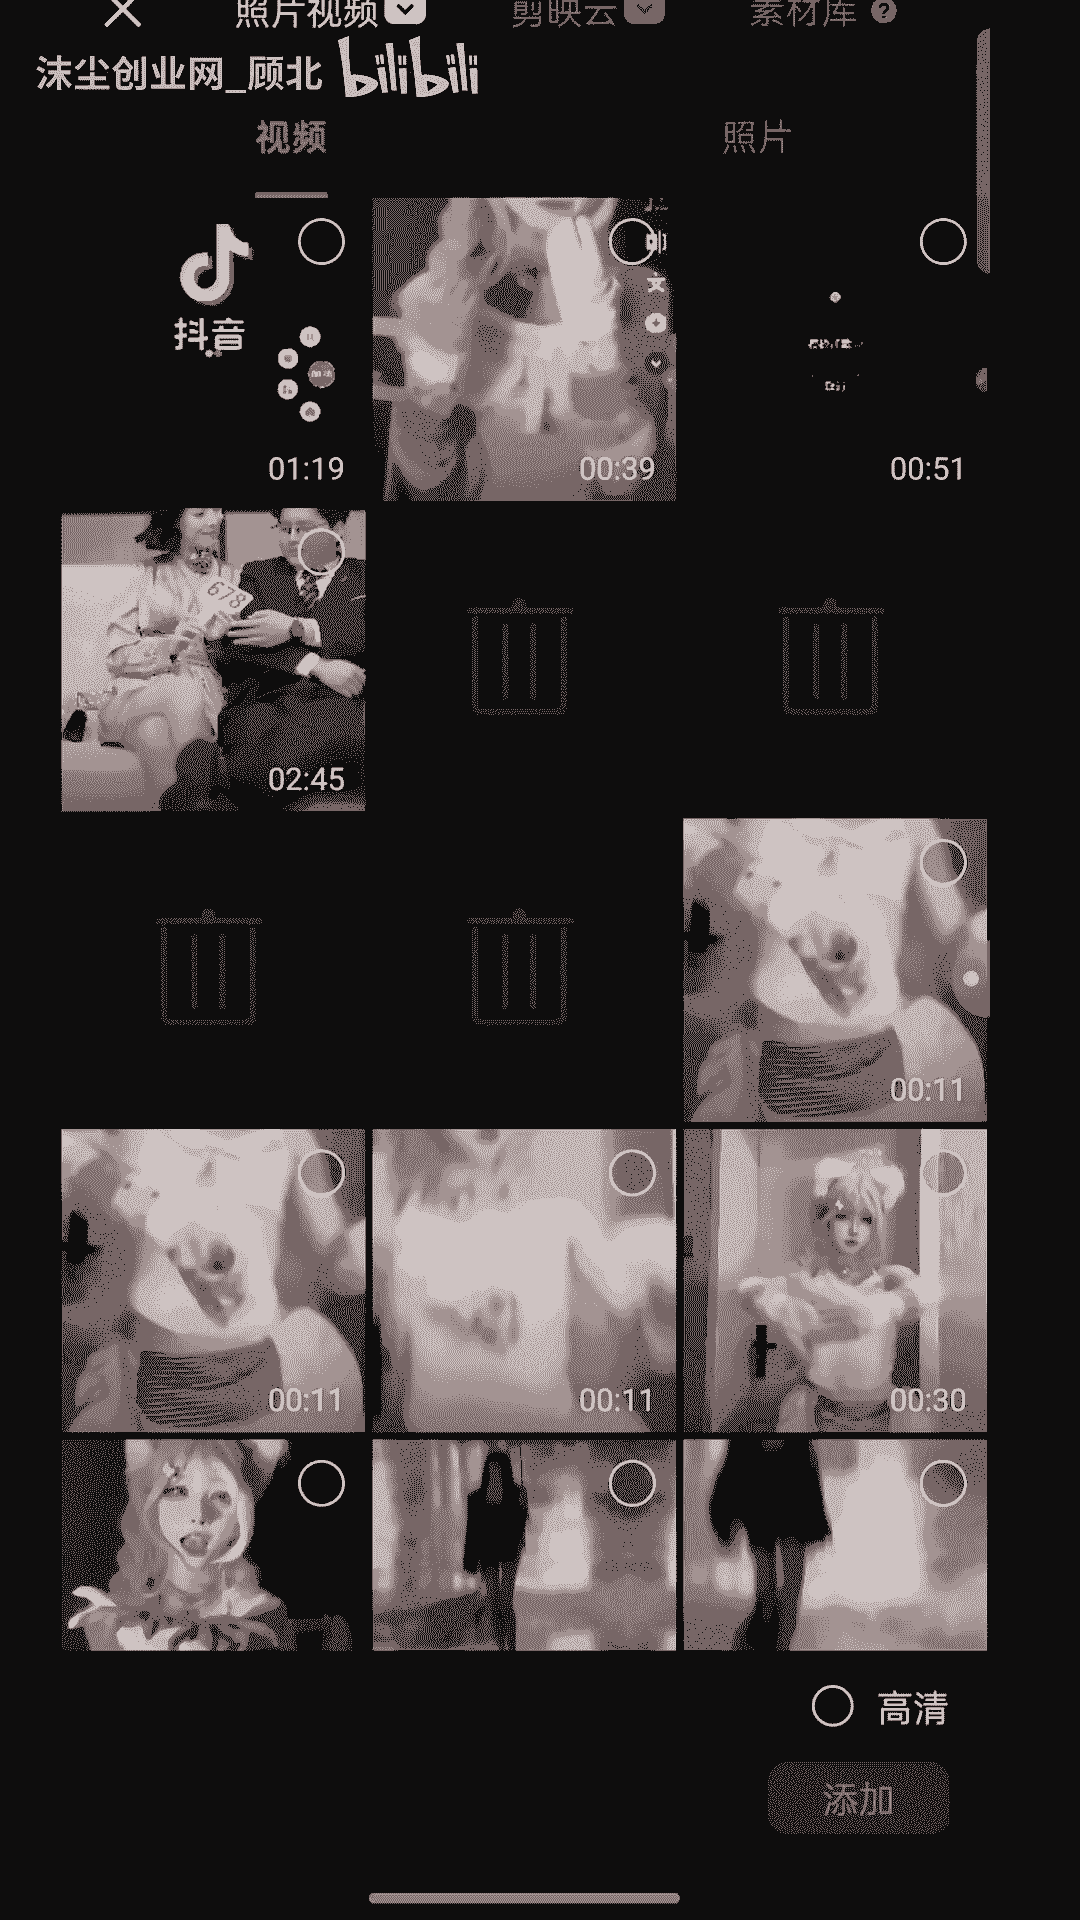 照片视频 剪映云 素材库 ?
沫尘创业网_顾北 bilibili
视频 照片
抖音
01:19 00:39 00:51
678
02:45
00:11
00:11 00:11 00:30
高清
添加